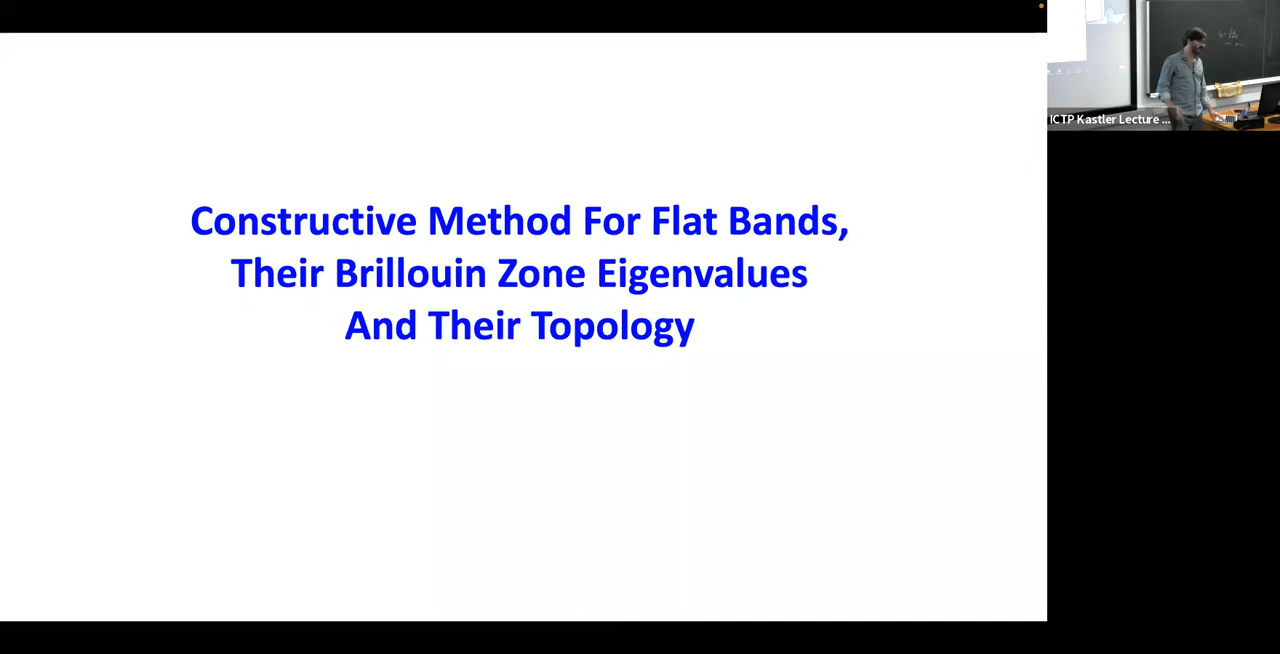 Constructive Method For Flat Bands,
Their Brillouin Zone Eigenvalues
And Their Topology
ICTP Kastler Lecture ...